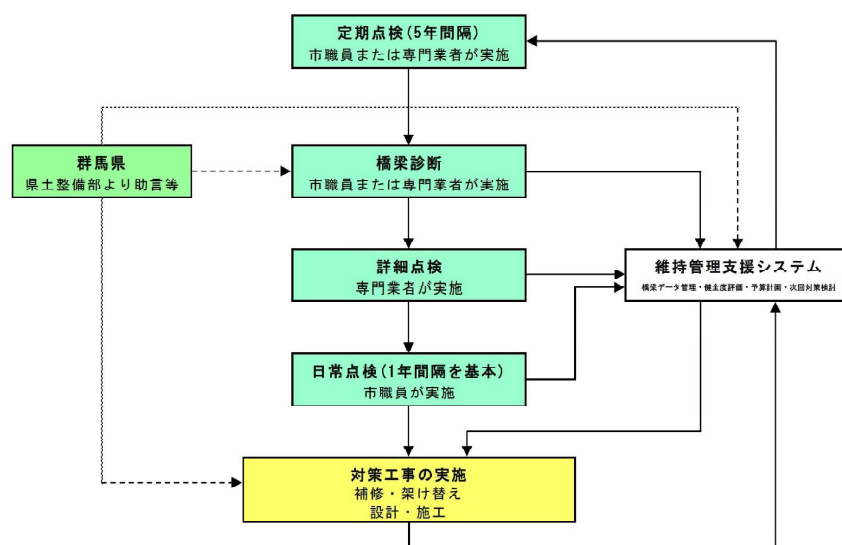 定期点検(5年間隔)
市職員または専門業者が実施
群馬県
県土整備部より助言等
橋梁診断
市職員または専門業者が実施
詳細点検
専門業者が実施
維持管理支援システム
橋梁データ管理・健全度評価・予算計画・次回対策検討
日常点検(1年間隔を基本)
市職員が実施
対策工事の実施
補修・架け替え
設計・施工